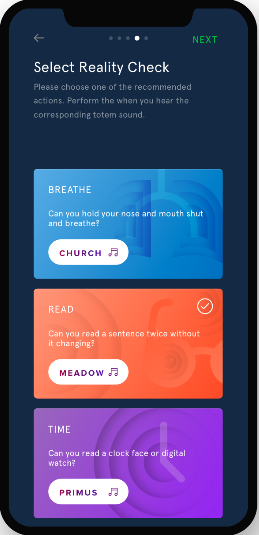 NEXT
Select Reality Check
Please choose one of the recommended
actions. Perform the when you hear the
corresponding totem sound.
BREATHE
Can you hold your nose and mouth shut
and breathe?
CHURCH
READ
Can you read a sentence twice without
it changing?
MEADOW
TIME
Can you read a clock face or digital
watch?
PRIMUS